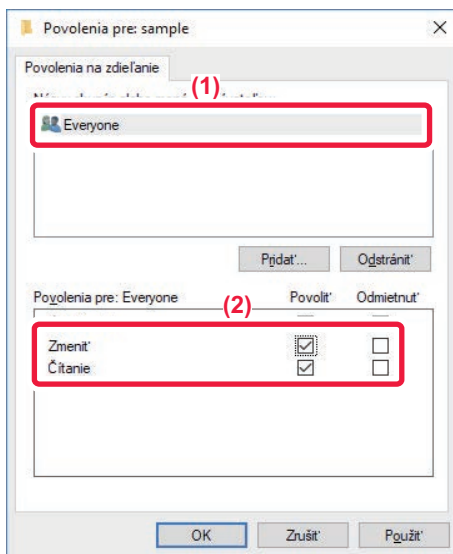 Povolenia pre: sample
Povolenia na zdieľanie
(1)
Everyone
Pridať...
Odstrániť
Povolenia pre: Everyone
Povoliť
Odmietnuť
(2)
Zmeniť
Čítanie
OK
Zrušiť
Použiť